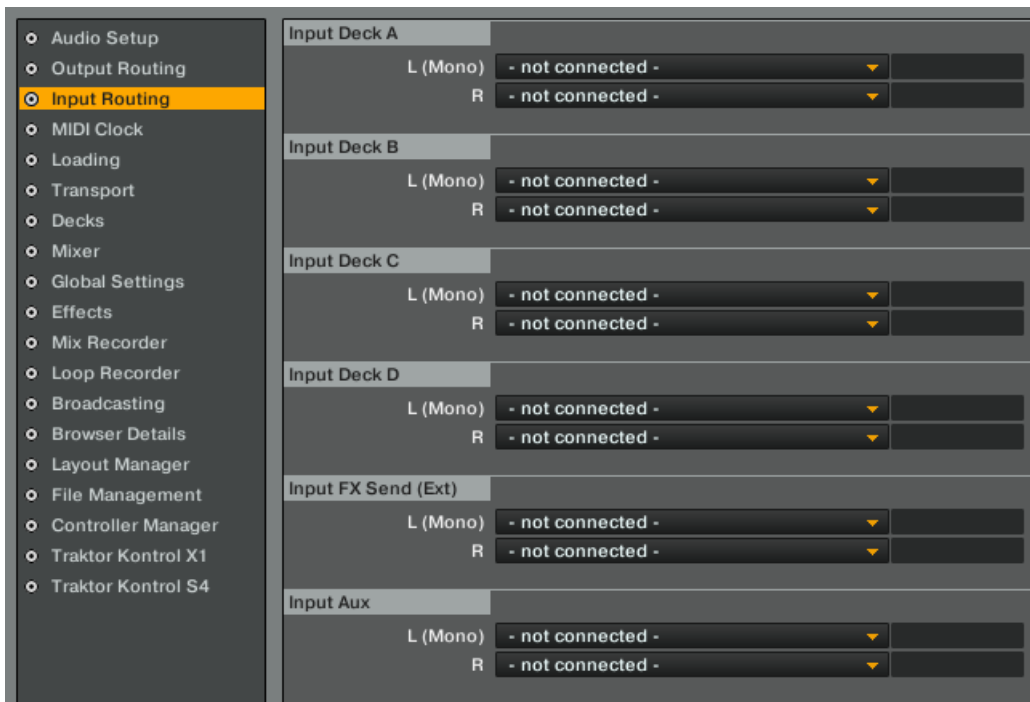 Audio Setup
Output Routing
Input Routing
MIDI Clock
Loading
Transport
Decks
Mixer
Global Settings
Effects
Mix Recorder
Loop Recorder
Broadcasting
Browser Details
Layout Manager
File Management
Controller Manager
Traktor Kontrol X1
Traktor Kontrol S4
Input Deck A
L (Mono) - not connected -
R - not connected -
Input Deck B
L (Mono) - not connected -
R - not connected -
Input Deck C
L (Mono) - not connected -
R - not connected -
Input Deck D
L (Mono) - not connected -
R - not connected -
Input FX Send (Ext)
L (Mono) - not connected -
R - not connected -
Input Aux
L (Mono) - not connected -
R - not connected -